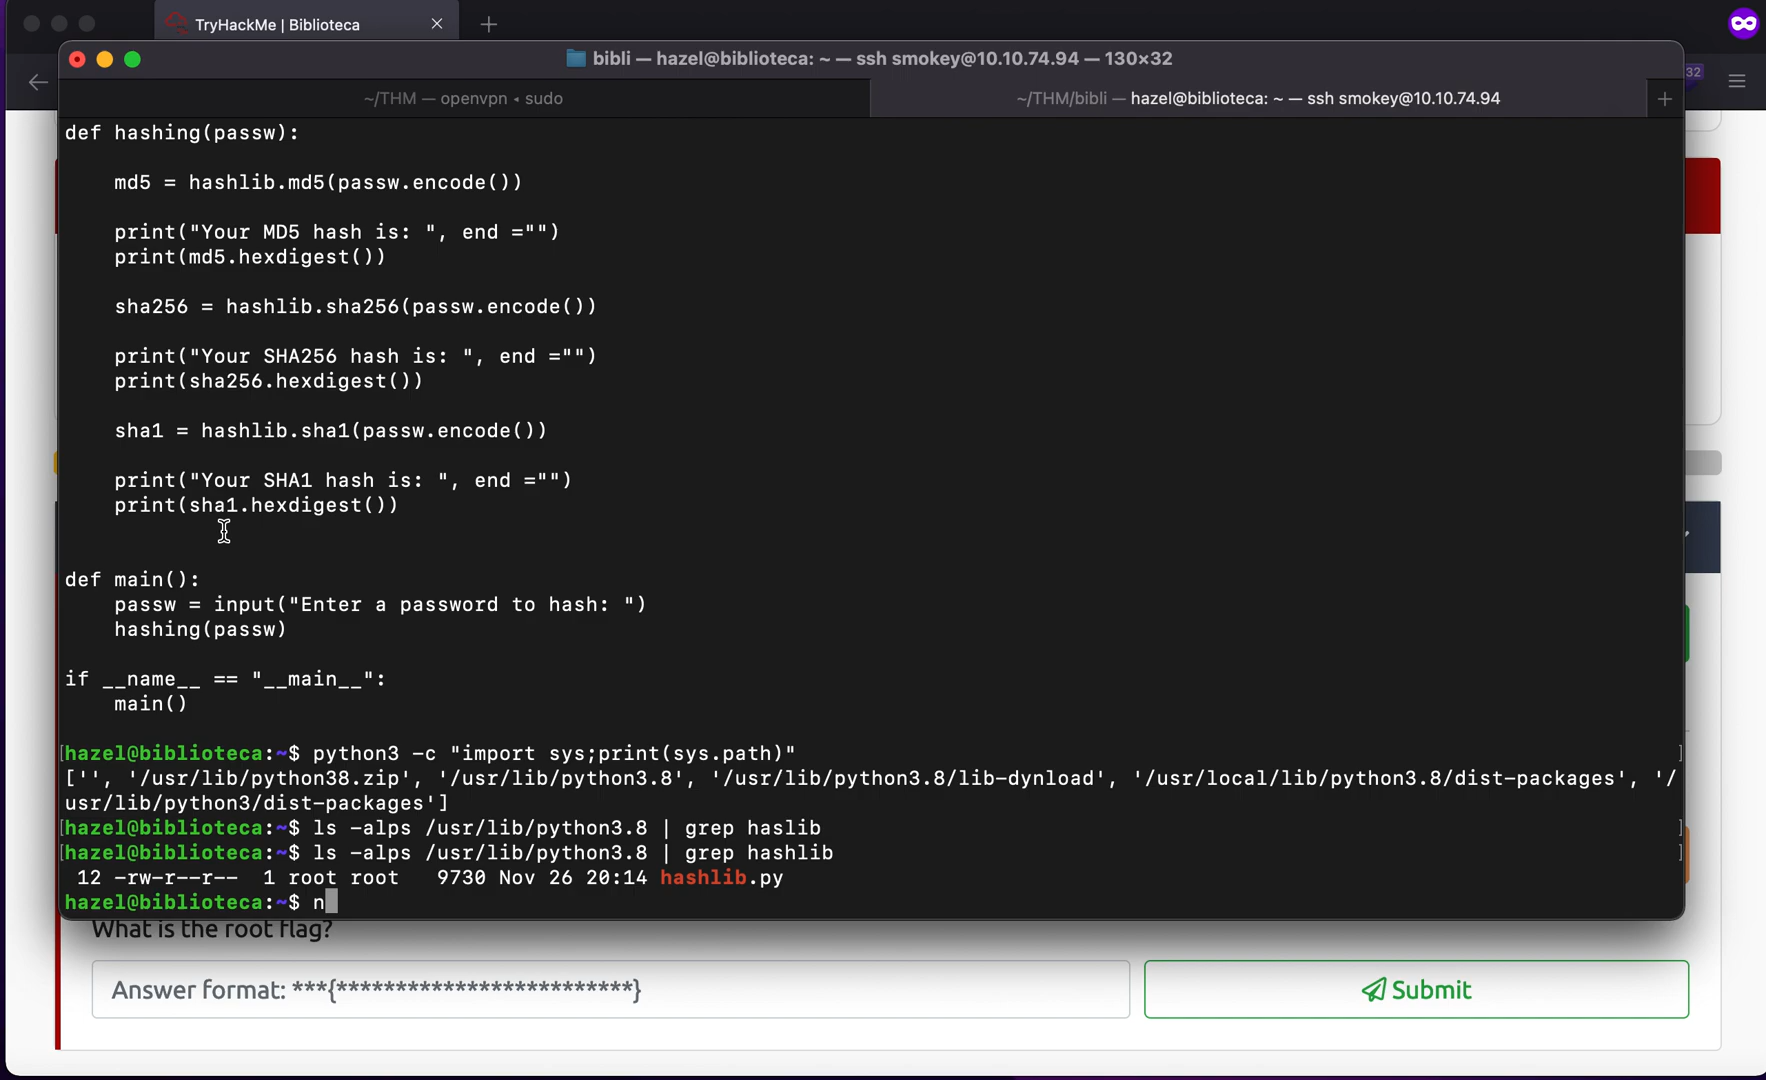 TryHackMe | Biblioteca
bibli — hazel@biblioteca: ~ — ssh smokey@10.10.74.94 — 130×32
32
~/THM — openvpn ◂ sudo
~/THM/bibli — hazel@biblioteca: ~ — ssh smokey@10.10.74.94
def hashing(passw):
md5 = hashlib.md5(passw.encode())
print("Your MD5 hash is: ", end ="")
print(md5.hexdigest())
sha256 = hashlib.sha256(passw.encode())
print("Your SHA256 hash is: ", end ="")
print(sha256.hexdigest())
sha1 = hashlib.sha1(passw.encode())
print("Your SHA1 hash is: ", end ="")
print(sha1.hexdigest())
def main():
passw = input("Enter a password to hash: ")
hashing(passw)
if __name__ == "__main__":
main()
[hazel@biblioteca:~$ python3 -c "import sys;print(sys.path)" ]
['', '/usr/lib/python38.zip', '/usr/lib/python3.8', '/usr/lib/python3.8/lib-dynload', '/usr/local/lib/python3.8/dist-packages', '/
usr/lib/python3/dist-packages']
[hazel@biblioteca:~$ ls -alps /usr/lib/python3.8 | grep haslib ]
[hazel@biblioteca:~$ ls -alps /usr/lib/python3.8 | grep hashlib ]
12 -rw-r--r-- 1 root root 9730 Nov 26 20:14 hashlib.py
hazel@biblioteca:~$ n
What is the root flag?
Answer format: ***{*************************}
Submit